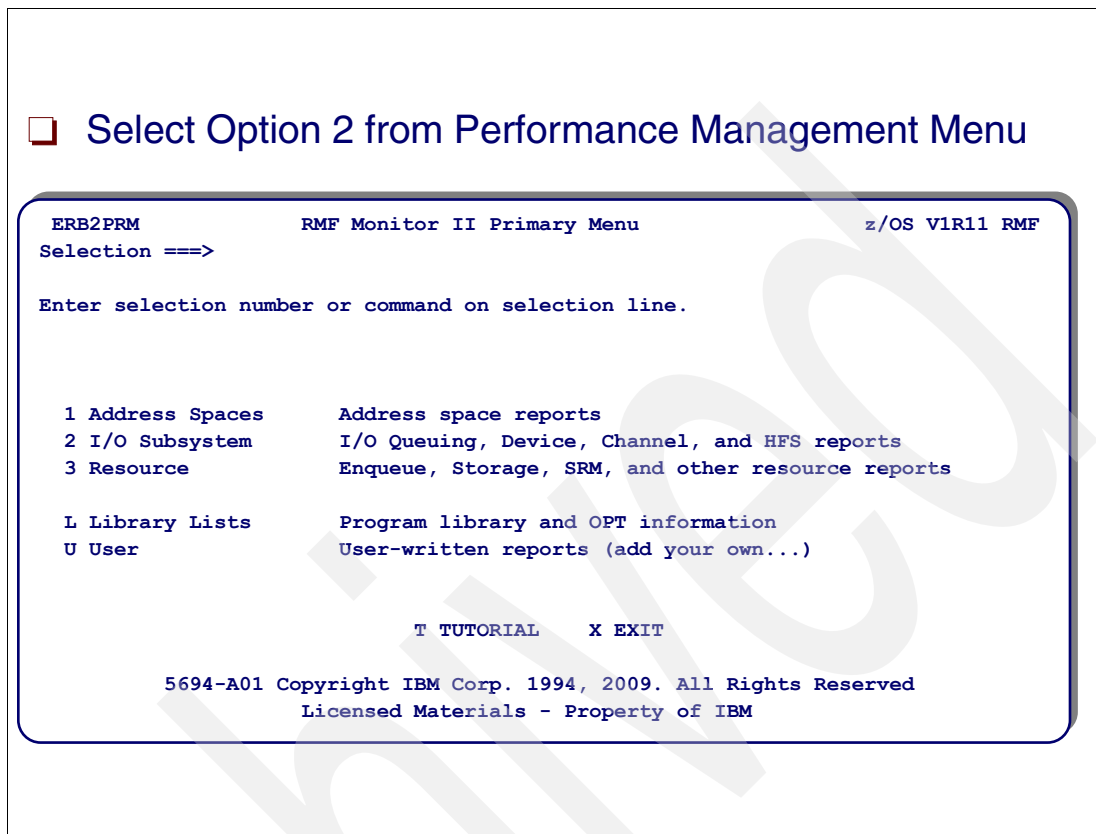 Select Option 2 from Performance Management Menu
ERB2PRM RMF Monitor II Primary Menu z/OS V1R11 RMF
Selection ===>
Enter selection number or command on selection line.
1 Address Spaces Address space reports
2 I/O Subsystem I/O Queuing, Device, Channel, and HFS reports
3 Resource Enqueue, Storage, SRM, and other resource reports
L Library Lists Program library and OPT information
U User User-written reports (add your own...)
T TUTORIAL X EXIT
5694-A01 Copyright IBM Corp. 1994, 2009. All Rights Reserved
Licensed Materials - Property of IBM